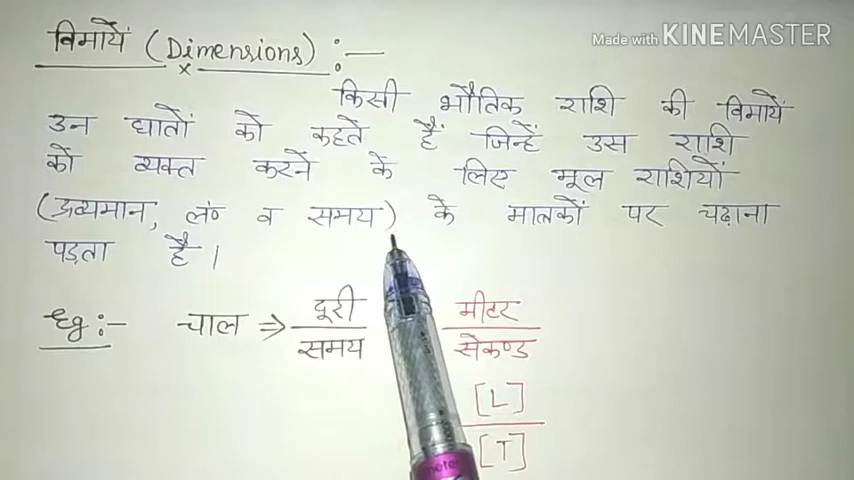 Made with KINEMASTER
विमायें (Dimensions) :-
किसी भौतिक राशि की विमायें
उन घातों को कहते हैं जिन्हें उस राशि
को व्यक्त करने के लिए मूल राशियों
(द्रव्यमान, लं० व समय) के मात्रकों पर चढ़ाना
पड़ता है।
Eg :- चाल ⇒ दूरी / समय मीटर / सेकण्ड
[L] / [T]